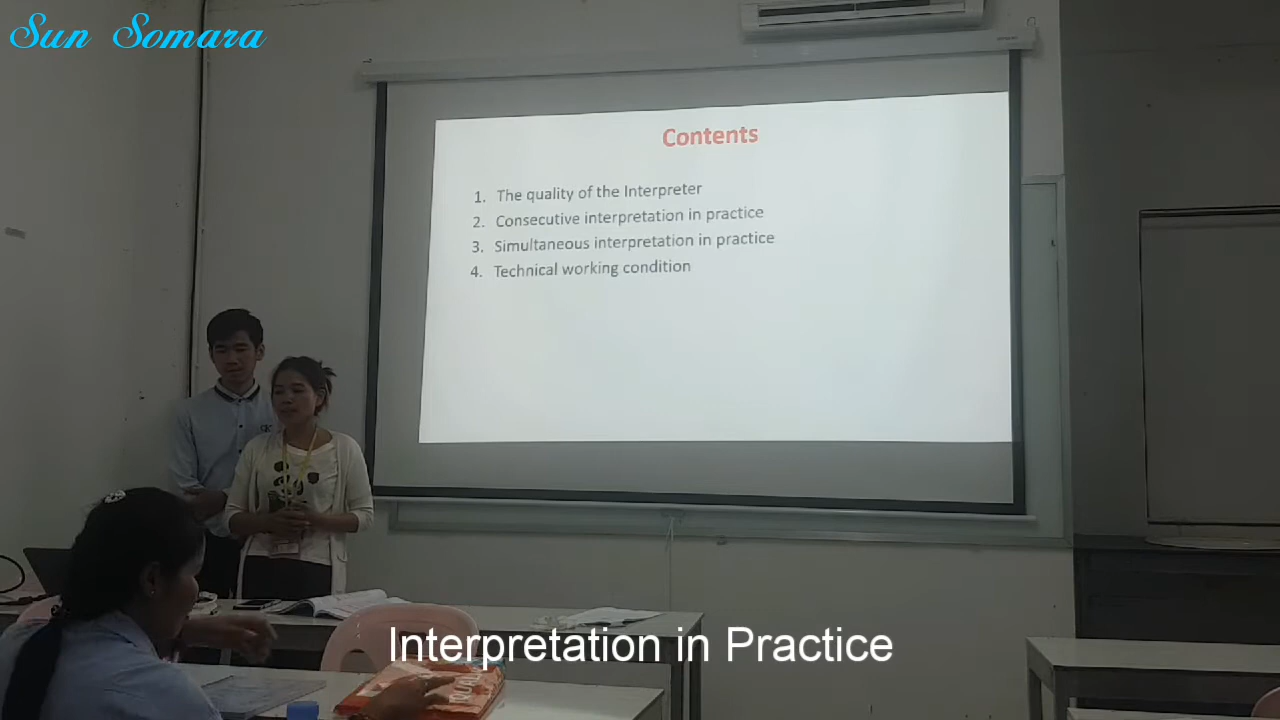 Sun Somara
Contents
1. The quality of the Interpreter
2. Consecutive interpretation in practice
3. Simultaneous interpretation in practice
4. Technical working condition
Interpretation in Practice